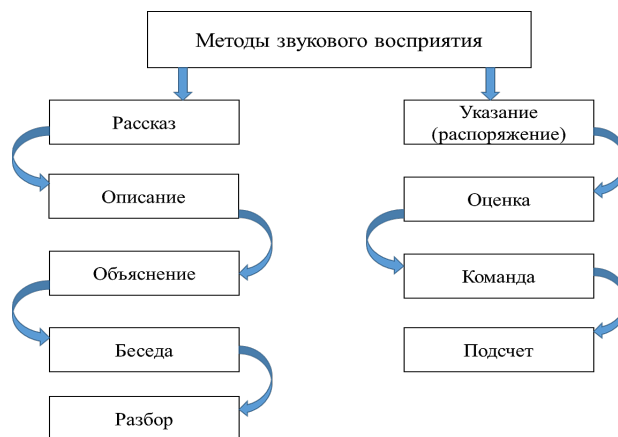 Методы звукового восприятия
Рассказ
Описание
Объяснение
Беседа
Разбор
Указание
(распоряжение)
Оценка
Команда
Подсчет